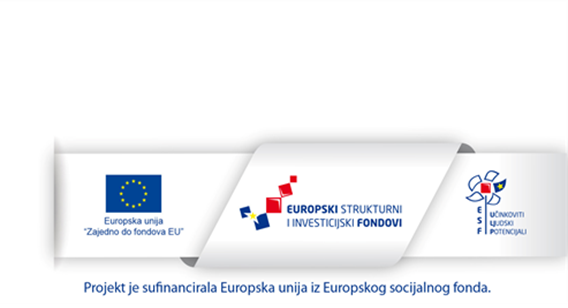 Europska unija
"Zajedno do fondova EU"
EUROPSKI STRUKTURNI
I INVESTICIJSKI FONDOVI
E S F
UČINKOVITI
LJUDSKI
POTENCIJALI
Projekt je sufinancirala Europska unija iz Europskog socijalnog fonda.